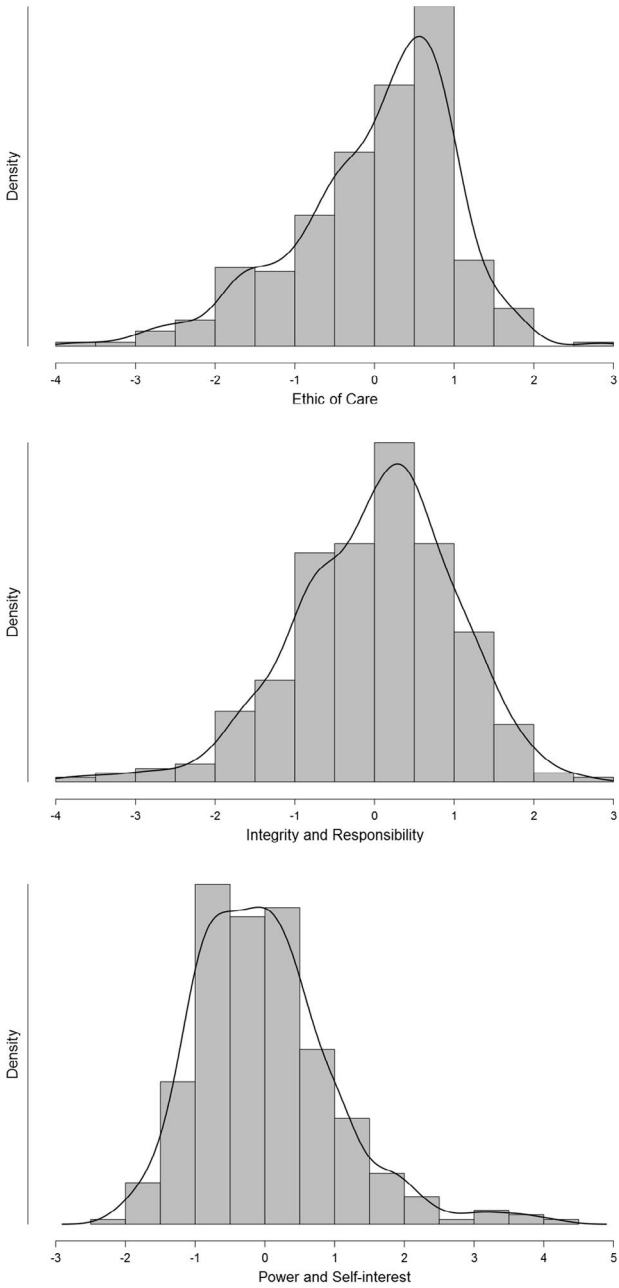 Density
-4 -3 -2 -1 0 1 2 3
Ethic of Care
Density
-4 -3 -2 -1 0 1 2 3
Integrity and Responsibility
Density
-3 -2 -1 0 1 2 3 4 5
Power and Self-interest